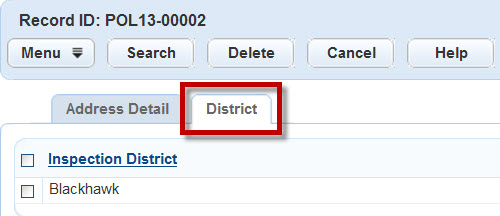 Record ID: POL13-00002
Menu Search Delete Cancel Help
Address Detail District
Inspection District
Blackhawk